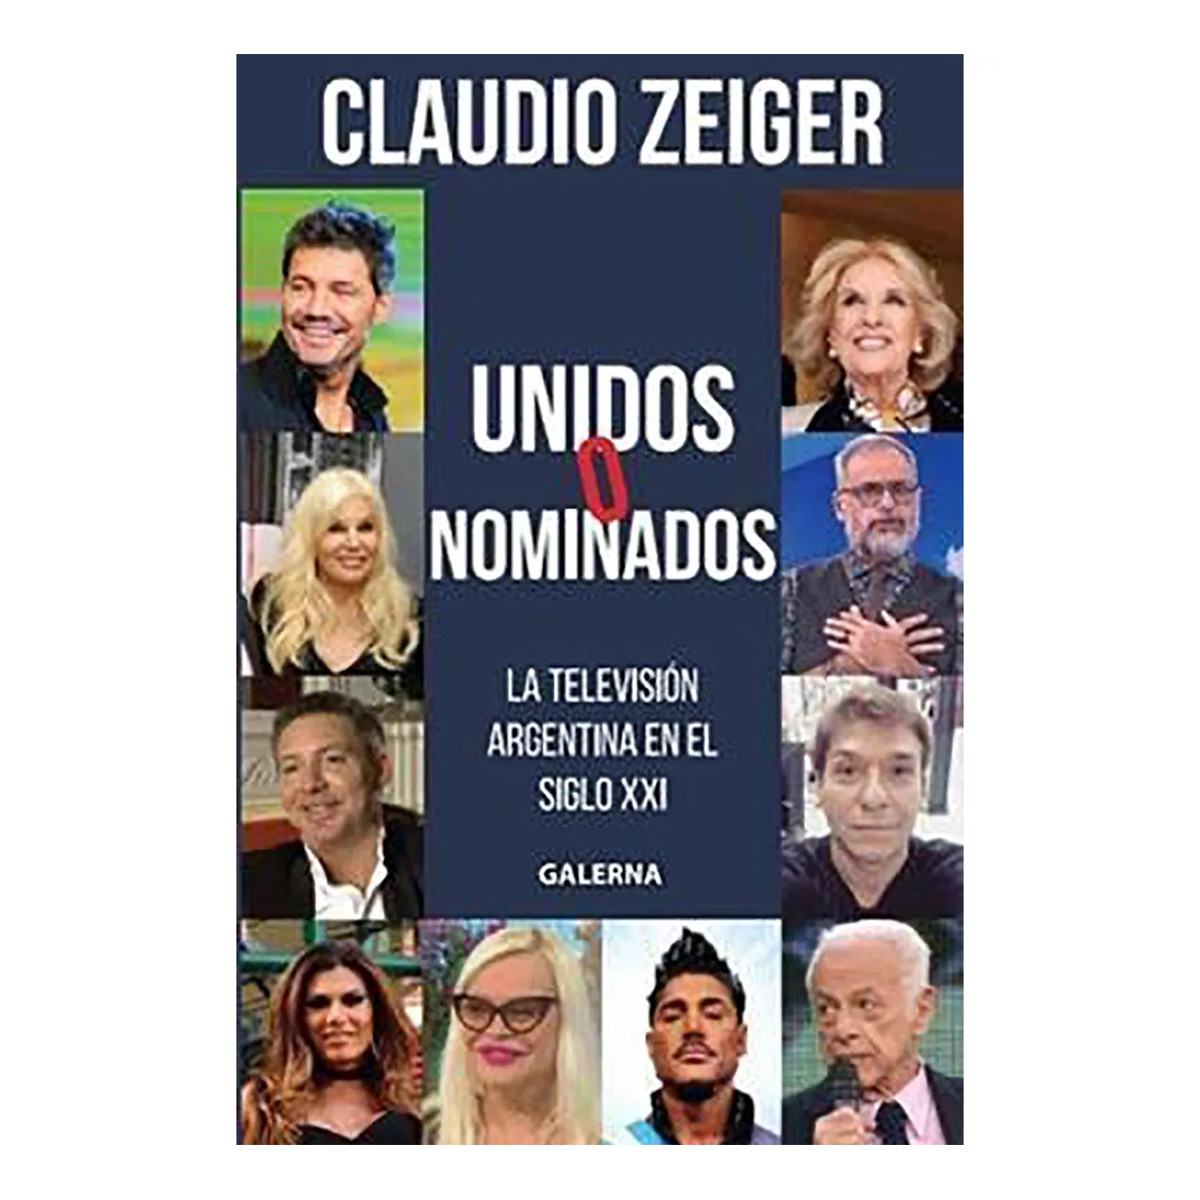 CLAUDIO ZEIGER
UNIDOS
O
NOMINADOS
LA TELEVISIÓN
ARGENTINA EN EL
SIGLO XXI
GALERNA